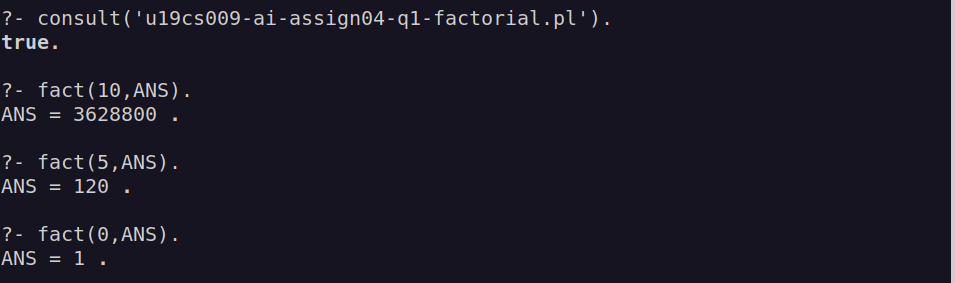 ?- consult('u19cs009-ai-assign04-q1-factorial.pl').
true.
?- fact(10,ANS).
ANS = 3628800 .
?- fact(5,ANS).
ANS = 120 .
?- fact(0,ANS).
ANS = 1 .